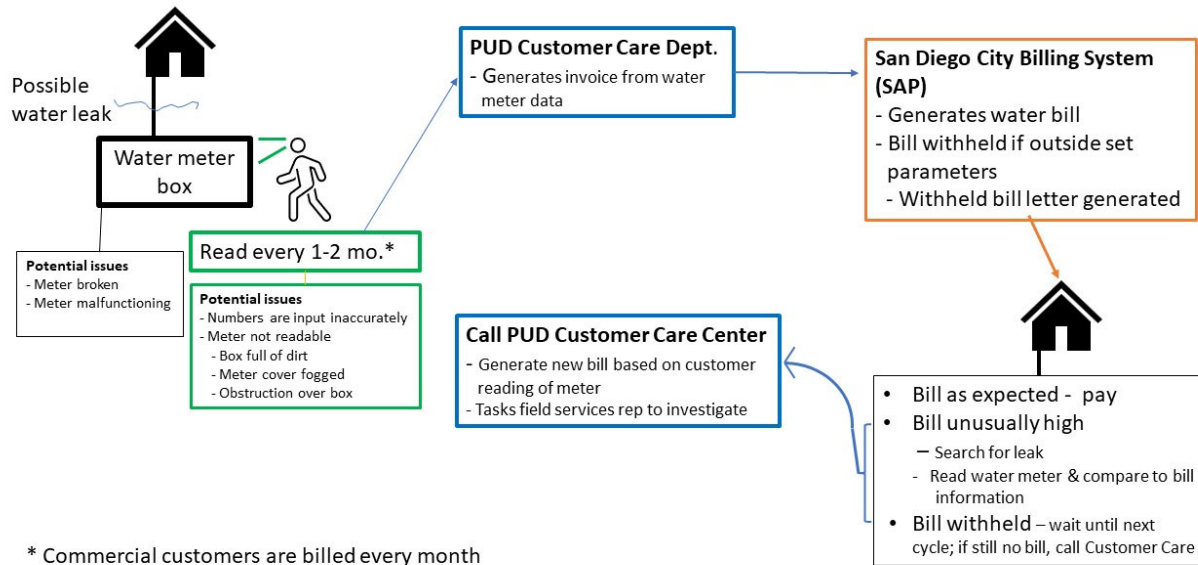 Possible
water leak
Water meter
box
Potential issues
- Meter broken
- Meter malfunctioning
Read every 1-2 mo.*
Potential issues
- Numbers are input inaccurately
- Meter not readable
- Box full of dirt
- Meter cover fogged
- Obstruction over box
PUD Customer Care Dept.
- Generates invoice from water
meter data
San Diego City Billing System
(SAP)
- Generates water bill
- Bill withheld if outside set
parameters
- Withheld bill letter generated
• Bill as expected - pay
• Bill unusually high
– Search for leak
- Read water meter & compare to bill
information
• Bill withheld – wait until next
cycle; if still no bill, call Customer Care
Call PUD Customer Care Center
- Generate new bill based on customer
reading of meter
- Tasks field services rep to investigate
* Commercial customers are billed every month